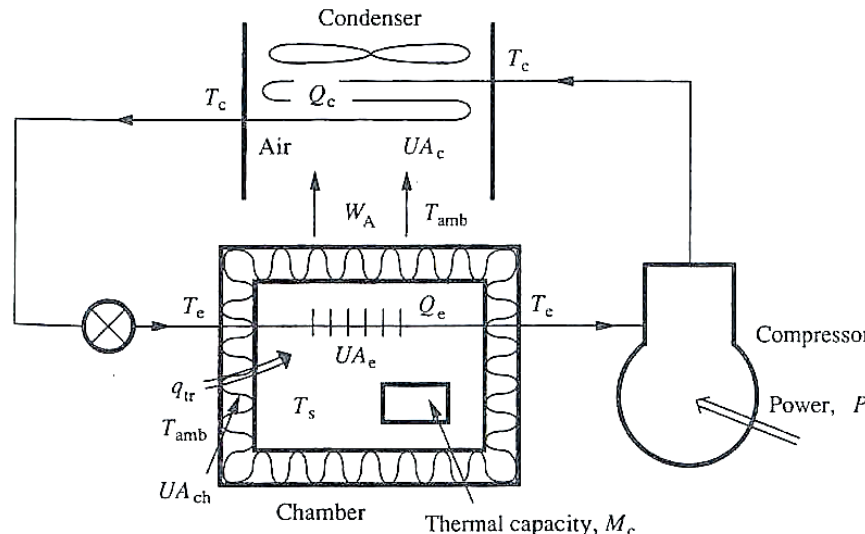 Condenser
T_c
T_c
Q_c
Air
UA_c
W_A
T_amb
T_e
Q_e
T_e
UA_e
Compressor
q_tr
T_s
Power, P
T_amb
UA_ch
Chamber
Thermal capacity, M_c